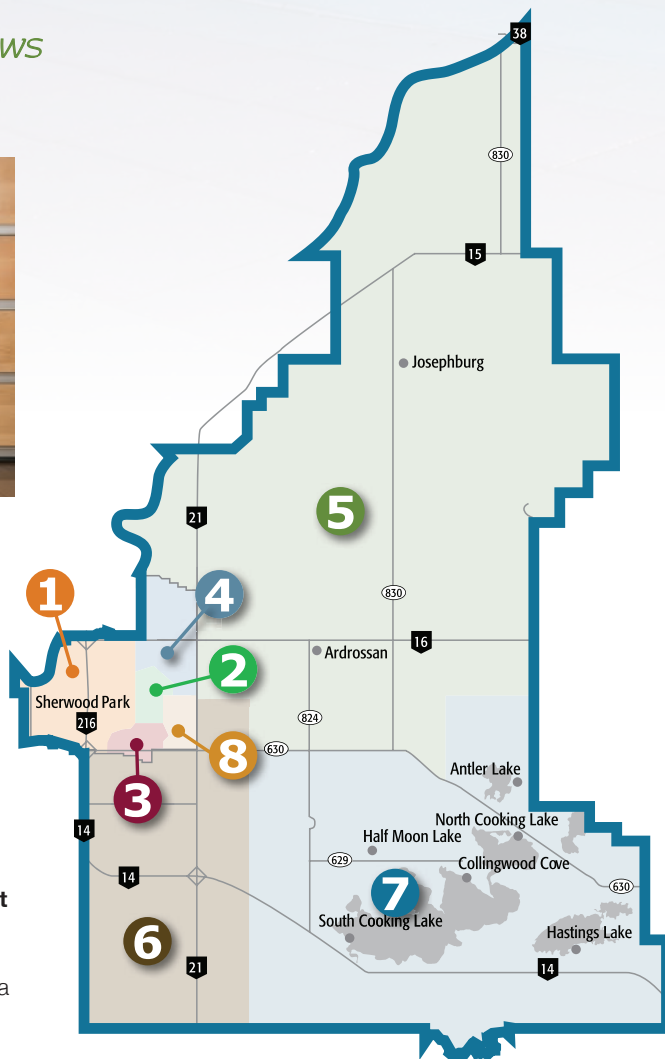 ws
38
830
15
Josephburg
5
21
1
4
830
16
Ardrossan
2
Sherwood Park
216
824
8
630
3
Antler Lake
14
North Cooking Lake
Half Moon Lake
629
Collingwood Cove
14
630
7
t
6
South Cooking Lake
Hastings Lake
21
14
a